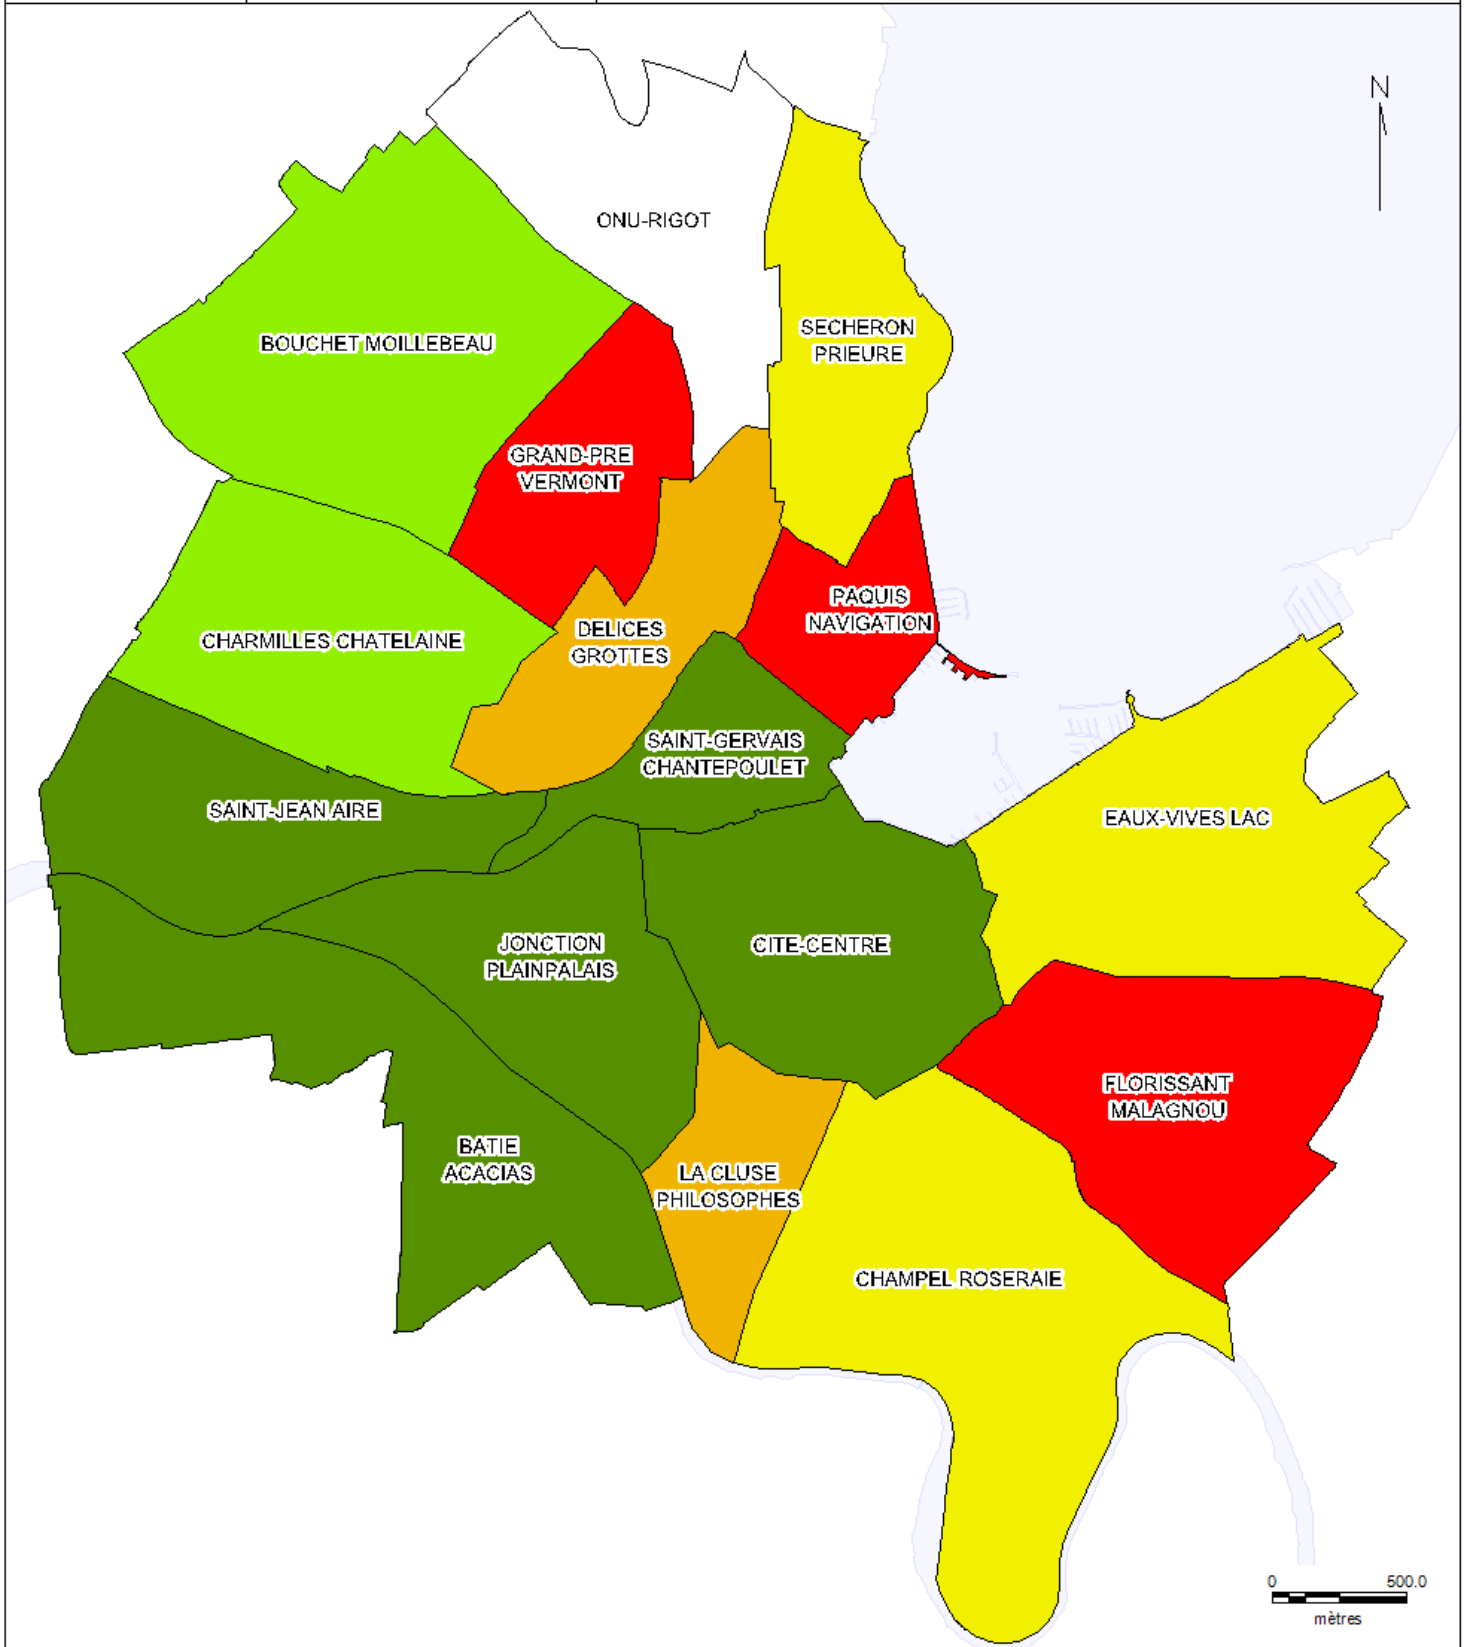 N
ONU-RIGOT
SECHERON
PRIEURE
BOUCHET MOILLEBEAU
GRAND-PRE
VERMONT
PAQUIS
NAVIGATION
DELICES
GROTTES
CHARMILLES CHATELAINE
SAINT-GERVAIS
CHANTEPOULET
SAINT-JEAN AIRE
EAUX-VIVES LAC
JONCTION
PLAINPALAIS
CITE-CENTRE
FLORISSANT
MALAGNOU
BATIE
ACACIAS
LA CLUSE
PHILOSOPHES
CHAMPEL ROSERAIE
0 500.0
mètres